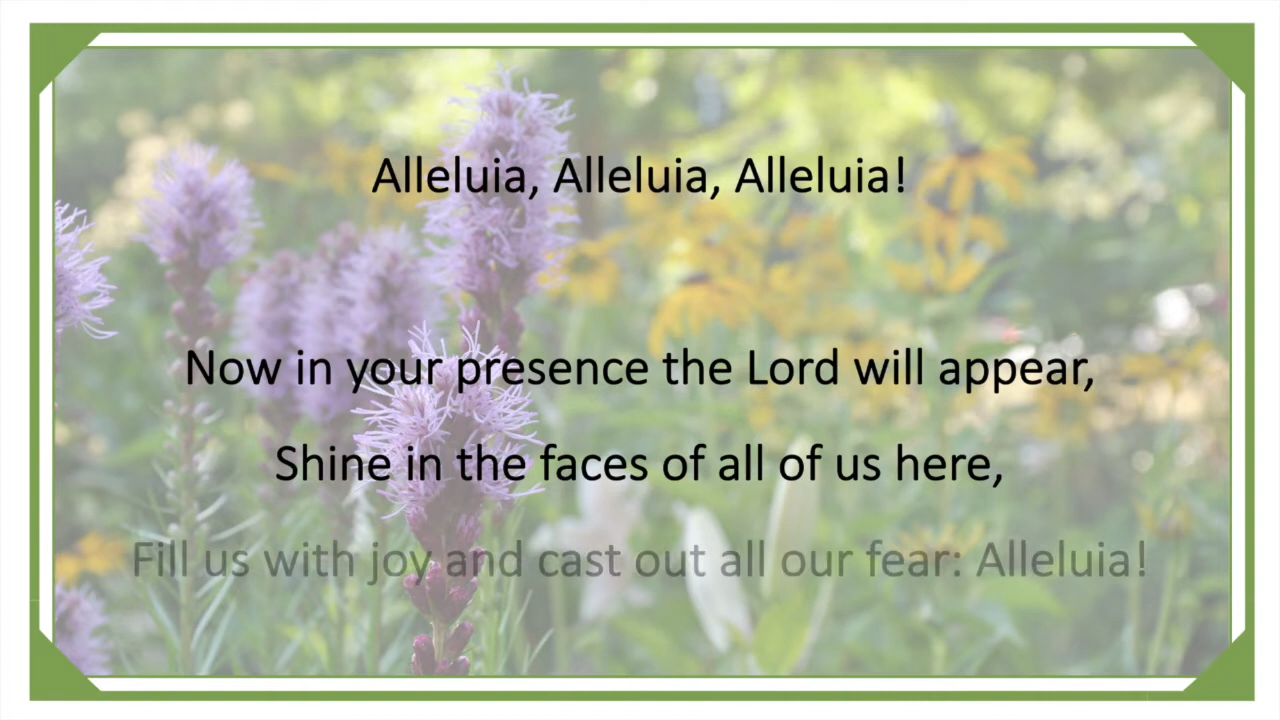 Alleluia, Alleluia, Alleluia!
Now in your presence the Lord will appear,
Shine in the faces of all of us here,
Fill us with joy and cast out all our fear: Alleluia!